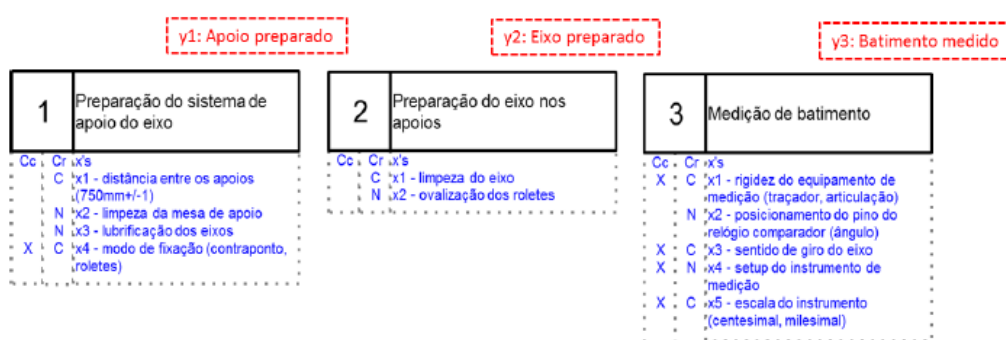 y1: Apoio preparado
y2: Eixo preparado
y3: Batimento medido
1
Preparação do sistema de
apoio do eixo
Cc Cr x's
C x1 - distância entre os apoios
(750mm+/-1)
N x2 - limpeza da mesa de apoio
N x3 - lubrificação dos eixos
X C x4 - modo de fixação (contraponto,
roletes)
2
Preparação do eixo nos
apoios
Cc Cr x's
C x1 - limpeza do eixo
N x2 - ovalização dos roletes
3
Medição de batimento
Cc Cr x's
X C x1 - rigidez do equipamento de
medição (traçador, articulação)
N x2 - posicionamento do pino do
relógio comparador (ângulo)
X C x3 - sentido de giro do eixo
X N x4 - setup do instrumento de
medição
X C x5 - escala do instrumento
(centesimal, milesimal)